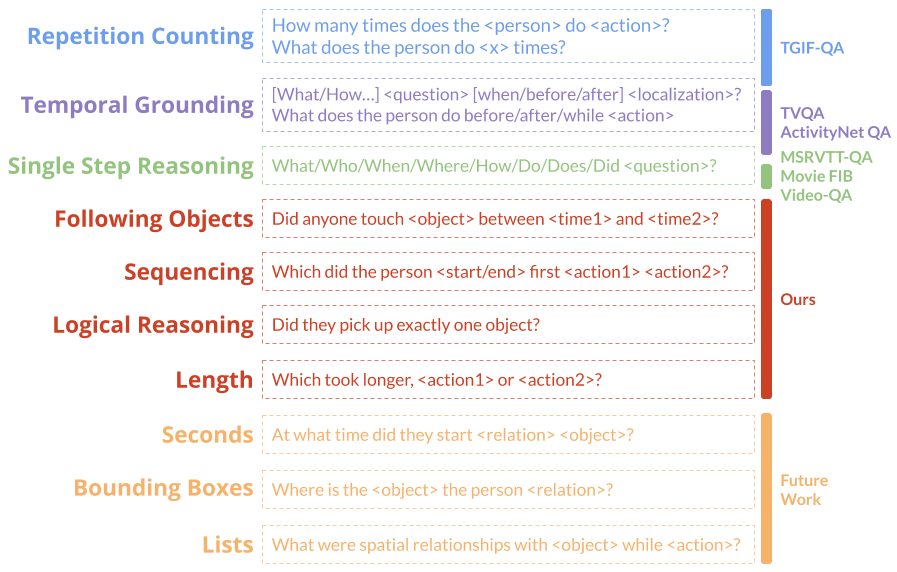 Repetition Counting
How many times does the <person> do <action>?
What does the person do <x> times?
TGIF-QA
Temporal Grounding
[What/How...] <question> [when/before/after] <localization>?
What does the person do before/after/while <action>
TVQA
ActivityNet QA
Single Step Reasoning
What/Who/When/Where/How/Do/Does/Did <question>?
MSRVTT-QA
Movie FIB
Video-QA
Following Objects
Did anyone touch <object> between <time1> and <time2>?
Sequencing
Which did the person <start/end> first <action1> <action2>?
Logical Reasoning
Did they pick up exactly one object?
Length
Which took longer, <action1> or <action2>?
Ours
Seconds
At what time did they start <relation> <object>?
Bounding Boxes
Where is the <object> the person <relation>?
Lists
What were spatial relationships with <object> while <action>?
Future
Work